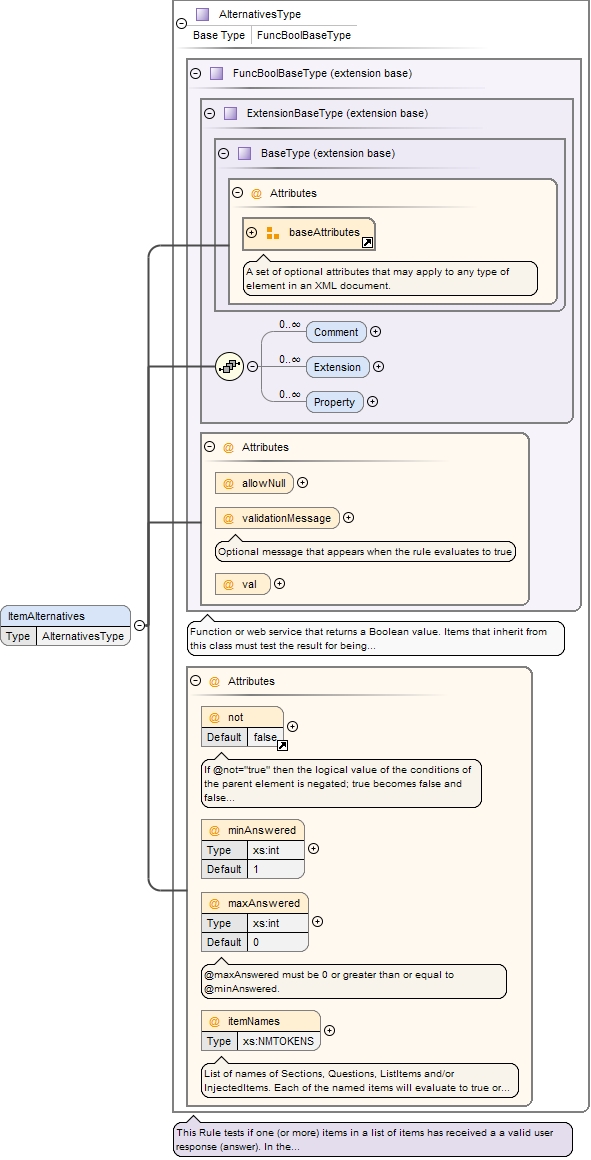 AlternativesType
Base Type FuncBoolBaseType
FuncBoolBaseType (extension base)
ExtensionBaseType (extension base)
BaseType (extension base)
@ Attributes
baseAttributes
A set of optional attributes that may apply to any type of
element in an XML document.
0..∞ Comment
0..∞ Extension
0..∞ Property
@ Attributes
@ allowNull
@ validationMessage
Optional message that appears when the rule evaluates to true
@ val
ItemAlternatives
Type AlternativesType
Function or web service that returns a Boolean value. Items that inherit from
this class must test the result for being...
@ Attributes
@ not
Default false
If @not="true" then the logical value of the conditions of
the parent element is negated; true becomes false and
false...
@ minAnswered
Type xs:int
Default 1
@ maxAnswered
Type xs:int
Default 0
@maxAnswered must be 0 or greater than or equal to
@minAnswered.
@ itemNames
Type xs:NMTOKENS
List of names of Sections, Questions, ListItems and/or
InjectedItems. Each of the named items will evaluate to true or...
This Rule tests if one (or more) items in a list of items has received a a valid user
response (answer). In the...